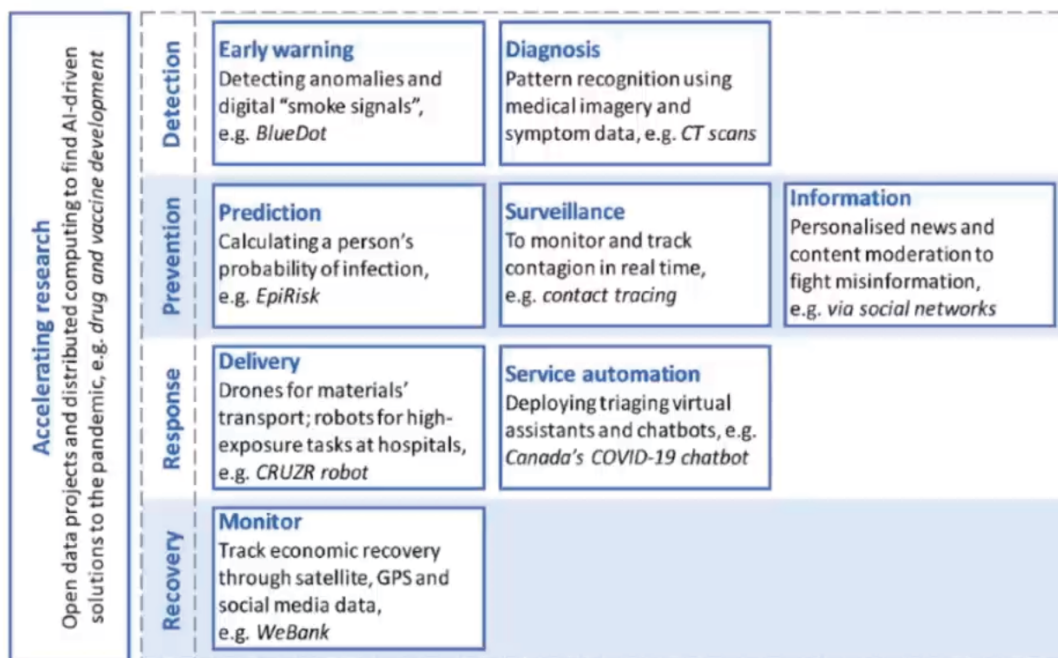 Accelerating research
Open data projects and distributed computing to find AI-driven
solutions to the pandemic, e.g. drug and vaccine development
Detection
Early warning
Detecting anomalies and
digital “smoke signals”,
e.g. BlueDot
Diagnosis
Pattern recognition using
medical imagery and
symptom data, e.g. CT scans
Prevention
Prediction
Calculating a person’s
probability of infection,
e.g. EpiRisk
Surveillance
To monitor and track
contagion in real time,
e.g. contact tracing
Information
Personalised news and
content moderation to
fight misinformation,
e.g. via social networks
Response
Delivery
Drones for materials’
transport; robots for high-
exposure tasks at hospitals,
e.g. CRUZR robot
Service automation
Deploying triaging virtual
assistants and chatbots, e.g.
Canada’s COVID-19 chatbot
Recovery
Monitor
Track economic recovery
through satellite, GPS and
social media data,
e.g. WeBank